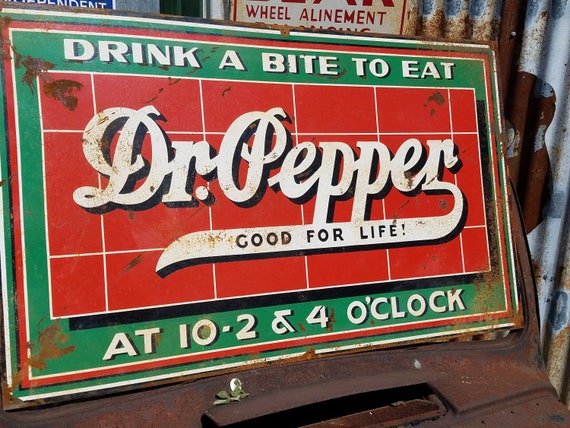 WHEEL ALINEMENT
DRINK A BITE TO EAT
Dr. Pepper
GOOD FOR LIFE!
AT 10-2 & 4 O'CLOCK